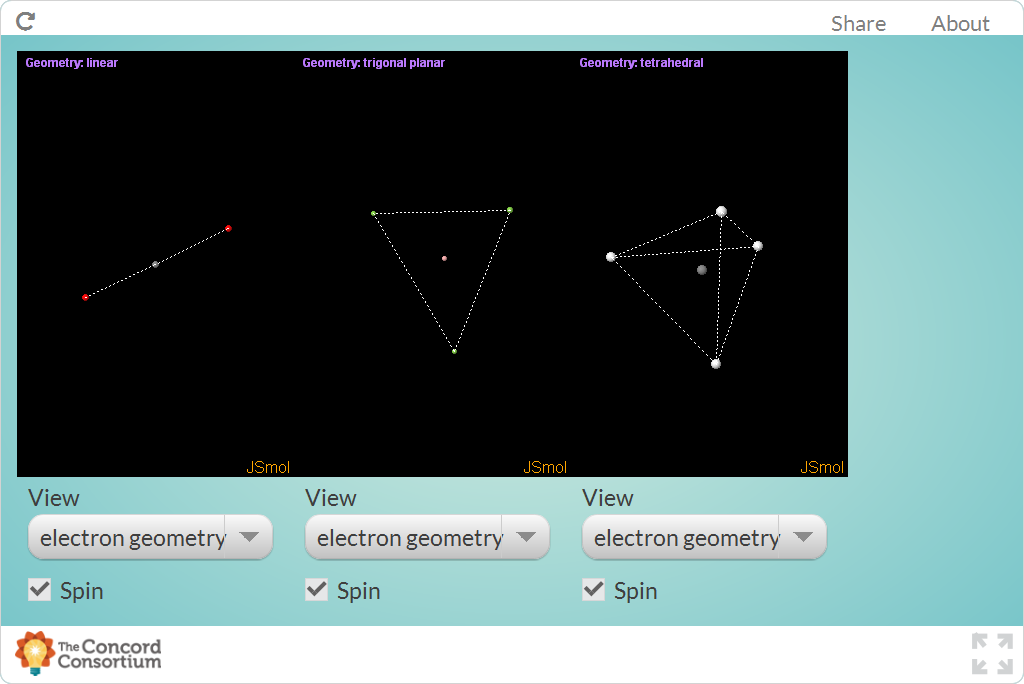 Share About
Geometry: linear
Geometry: trigonal planar
Geometry: tetrahedral
JSmol
JSmol
JSmol
View
View
View
electron geometry
electron geometry
electron geometry
Spin
Spin
Spin
The Concord
Consortium